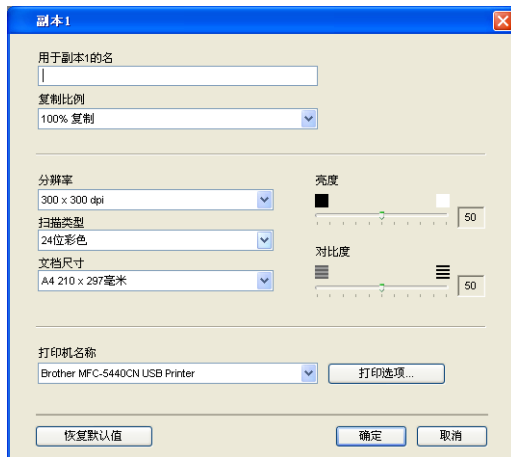 副本1
用于副本1的名
复制比例
100% 复制
分辨率
300 x 300 dpi
扫描类型
24位彩色
文档尺寸
A4 210 x 297毫米
亮度
50
对比度
50
打印机名称
Brother MFC-5440CN USB Printer
打印选项...
恢复默认值
确定
取消